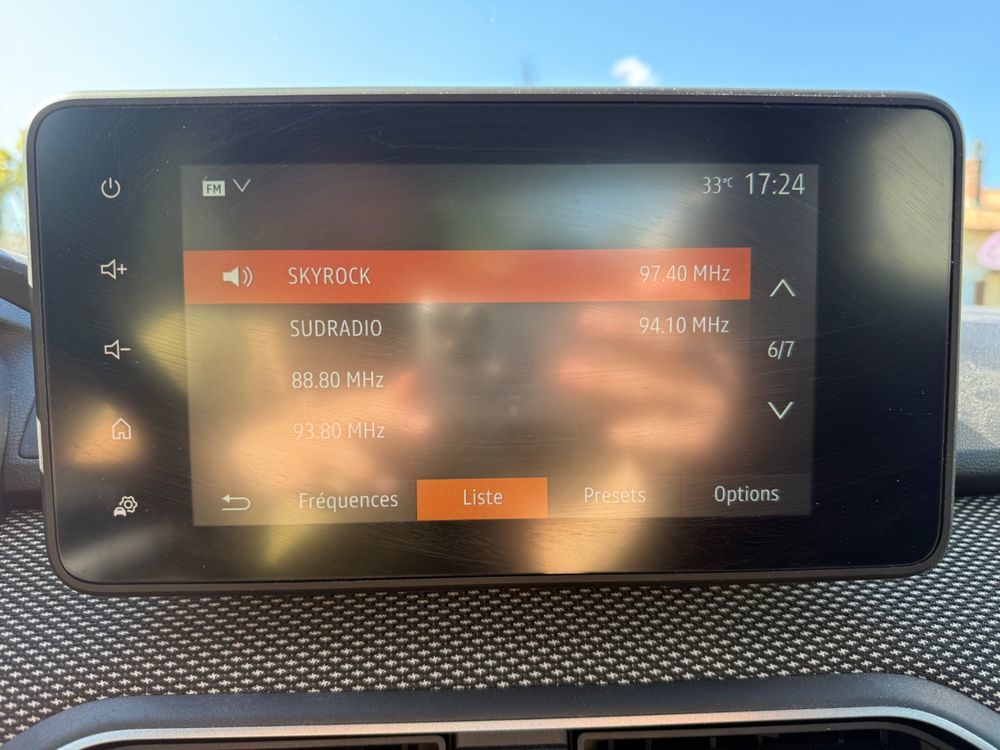 FM 33°C 17:24
SKYROCK 97.40 MHz
SUDRADIO 94.10 MHz
6/7
88.80 MHz
93.80 MHz
Fréquences Liste Presets Options